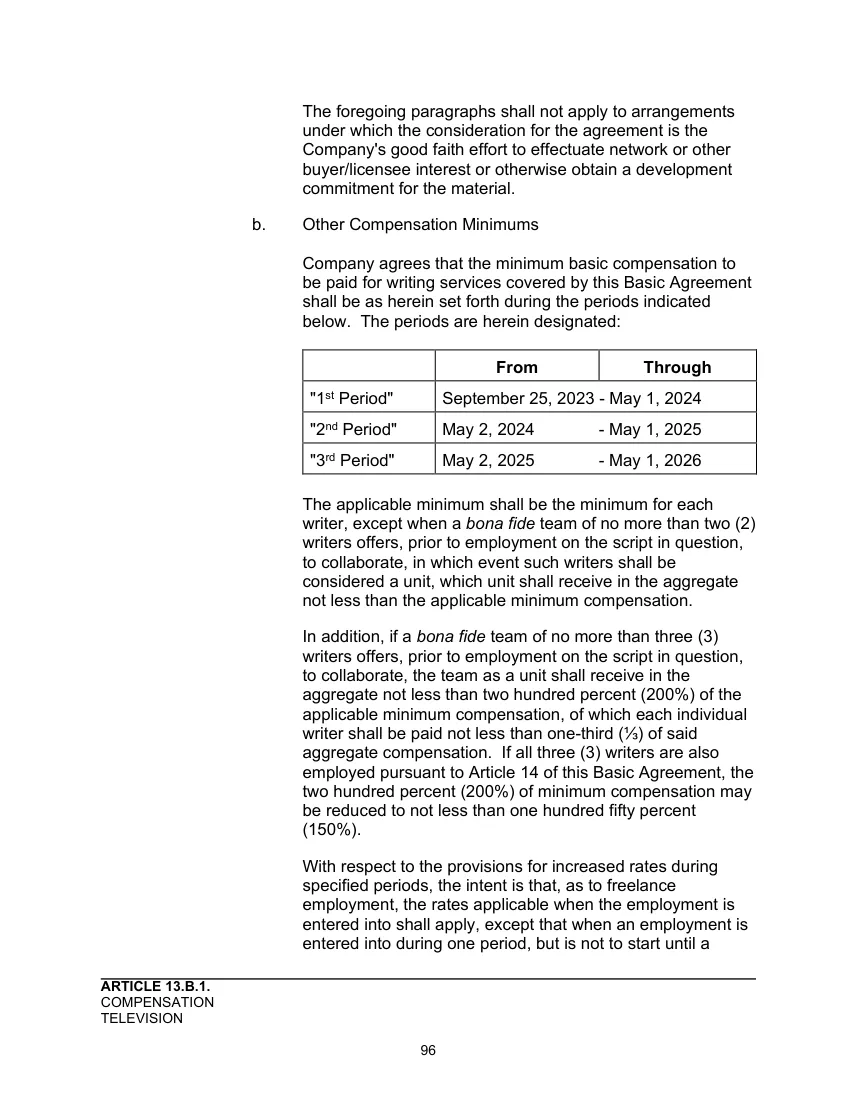 The foregoing paragraphs shall not apply to arrangements
under which the consideration for the agreement is the
Company's good faith effort to effectuate network or other
buyer/licensee interest or otherwise obtain a development
commitment for the material.
b. Other Compensation Minimums
Company agrees that the minimum basic compensation to
be paid for writing services covered by this Basic Agreement
shall be as herein set forth during the periods indicated
below.  The periods are herein designated:
From Through
"1st Period" September 25, 2023 - May 1, 2024
"2nd Period" May 2, 2024 - May 1, 2025
"3rd Period" May 2, 2025 - May 1, 2026
The applicable minimum shall be the minimum for each
writer, except when a bona fide team of no more than two (2)
writers offers, prior to employment on the script in question,
to collaborate, in which event such writers shall be
considered a unit, which unit shall receive in the aggregate
not less than the applicable minimum compensation.
In addition, if a bona fide team of no more than three (3)
writers offers, prior to employment on the script in question,
to collaborate, the team as a unit shall receive in the
aggregate not less than two hundred percent (200%) of the
applicable minimum compensation, of which each individual
writer shall be paid not less than one-third (⅓) of said
aggregate compensation.  If all three (3) writers are also
employed pursuant to Article 14 of this Basic Agreement, the
two hundred percent (200%) of minimum compensation may
be reduced to not less than one hundred fifty percent
(150%).
With respect to the provisions for increased rates during
specified periods, the intent is that, as to freelance
employment, the rates applicable when the employment is
entered into shall apply, except that when an employment is
entered into during one period, but is not to start until a
ARTICLE 13.B.1.
COMPENSATION
TELEVISION
96